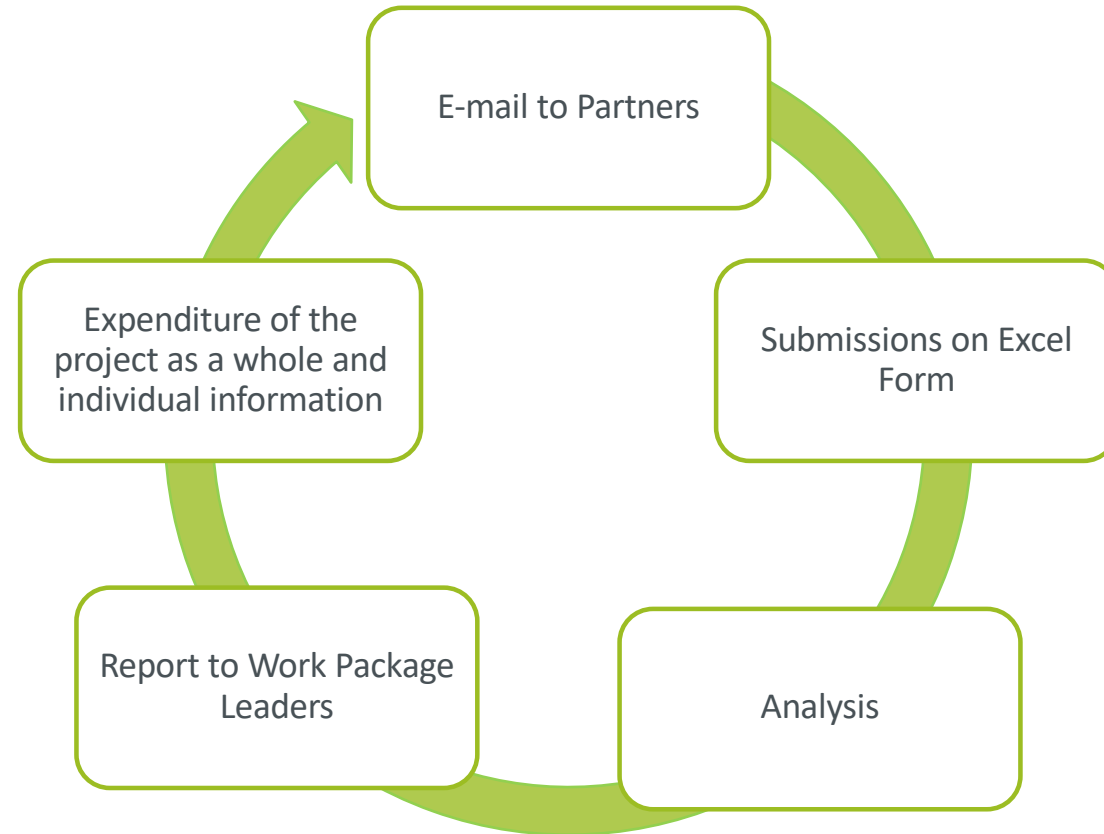 E-mail to Partners
Submissions on Excel
Form
Analysis
Report to Work Package
Leaders
Expenditure of the
project as a whole and
individual information